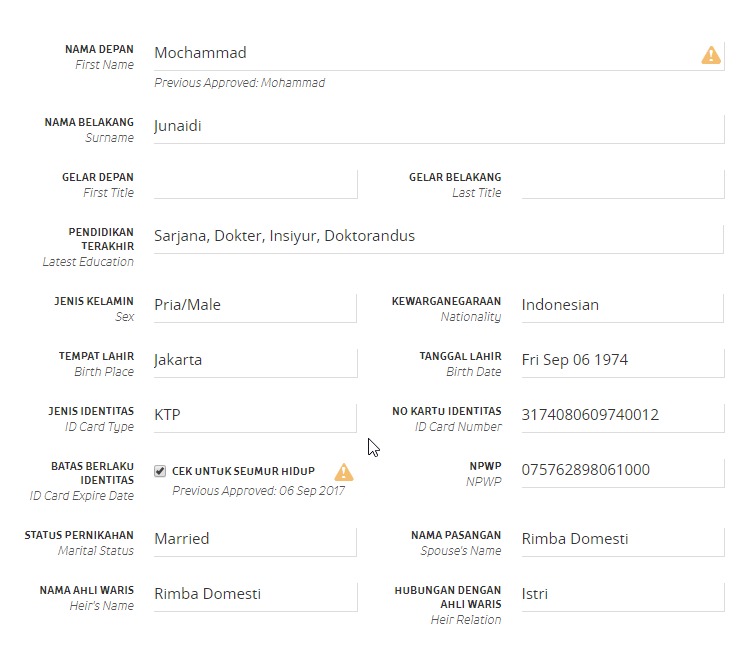 NAMA DEPAN Mochammad
First Name
Previous Approved: Mohammad
NAMA BELAKANG Junaidi
Surname
GELAR DEPAN GELAR BELAKANG
First Title Last Title
PENDIDIKAN Sarjana, Dokter, Insiyur, Doktorandus
TERAKHIR
Latest Education
JENIS KELAMIN Pria/Male KEWARGANEGARAAN Indonesian
Sex Nationality
TEMPAT LAHIR Jakarta TANGGAL LAHIR Fri Sep 06 1974
Birth Place Birth Date
JENIS IDENTITAS KTP NO KARTU IDENTITAS 3174080609740012
ID Card Type ID Card Number
BATAS BERLAKU CEK UNTUK SEUMUR HIDUP NPWP 075762898061000
IDENTITAS NPWP
ID Card Expire Date Previous Approved: 06 Sep 2017
STATUS PERNIKAHAN Married NAMA PASANGAN Rimba Domesti
Marital Status Spouse's Name
NAMA AHLI WARIS Rimba Domesti HUBUNGAN DENGAN Istri
Heir's Name AHLI WARIS
Heir Relation